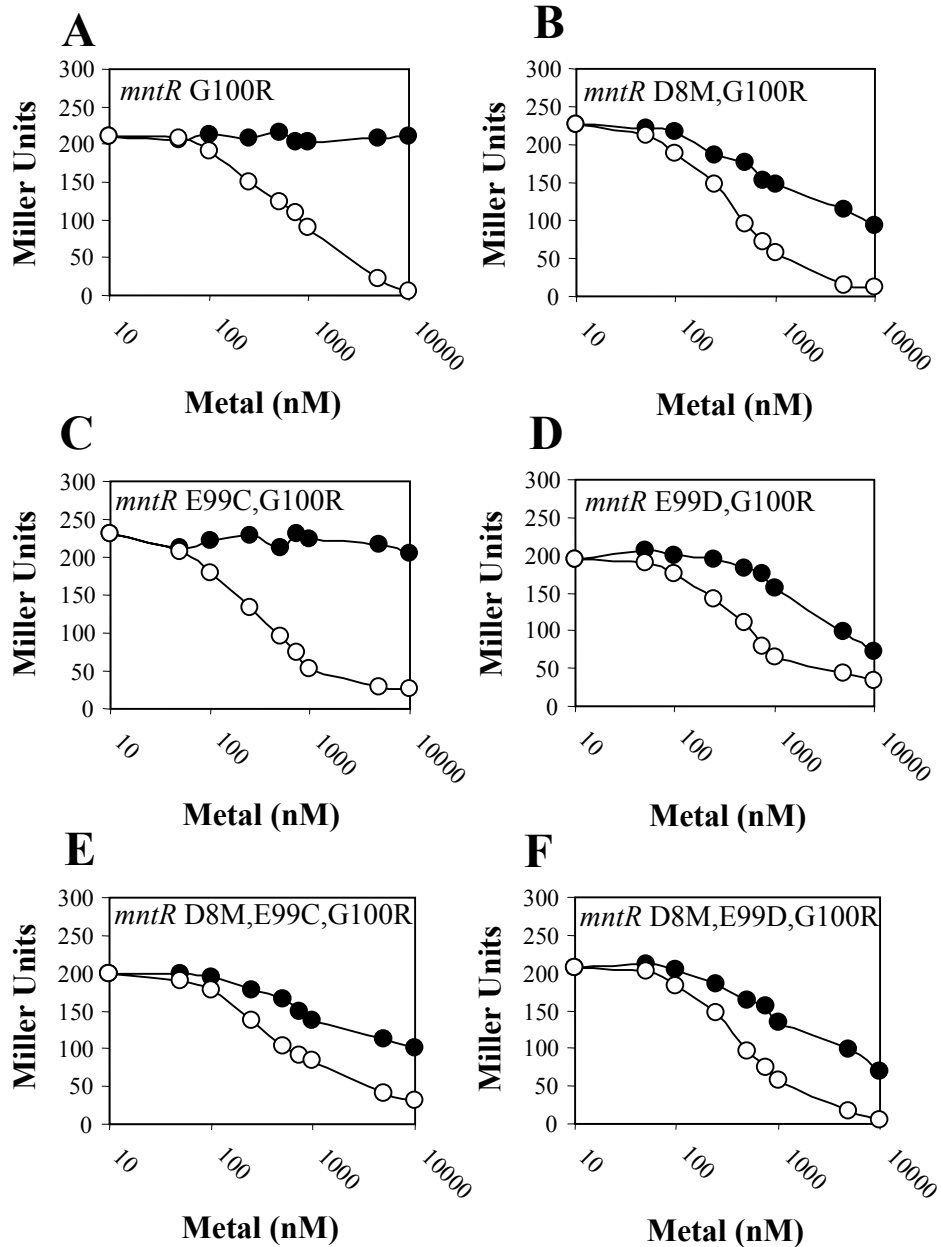 A
Miller Units
300
250
200
150
100
50
0
mntR G100R
10
100
1000
10000
Metal (nM)
B
Miller Units
300
250
200
150
100
50
0
mntR D8M,G100R
10
100
1000
10000
Metal (nM)
C
Miller Units
300
250
200
150
100
50
0
mntR E99C,G100R
10
100
1000
10000
Metal (nM)
D
Miller Units
300
250
200
150
100
50
0
mntR E99D,G100R
10
100
1000
10000
Metal (nM)
E
Miller Units
300
250
200
150
100
50
0
mntR D8M,E99C,G100R
10
100
1000
10000
Metal (nM)
F
Miller Units
300
250
200
150
100
50
0
mntR D8M,E99D,G100R
10
100
1000
10000
Metal (nM)